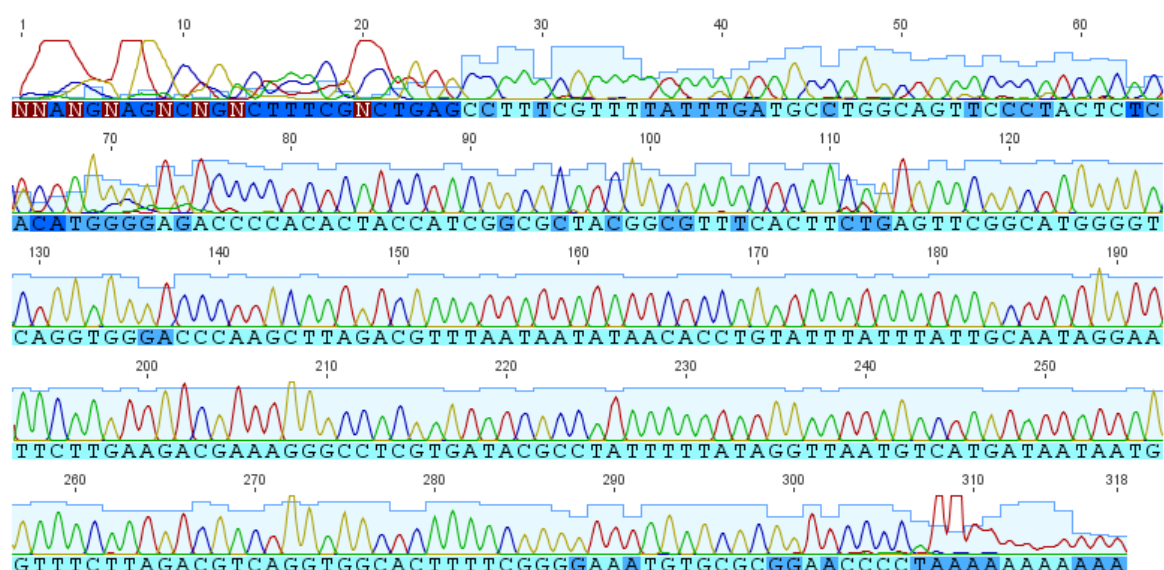 1 10 20 30 40 50 60
NNANGNAGNCNGNCTTTCGNCTGAGCCTTTCGTTTTATTTGATGCCTGGCAGTTCCCTACTCTC
70 80 90 100 110 120
ACATGGGGAGACCCCACACTACCATCGGCGCTACGGCGTTTCACTTCTGAGTTCGGCATGGGGT
130 140 150 160 170 180 190
CAGGTGGGACCCAAGCTTAGACGTTTAATAATATAACACCTGTATTTATTTATTGCAATAGGAA
200 210 220 230 240 250
TTCTTGAAGACGAAAGGGCCTCGTGATACGCCTATTTTTATAGGTTAATGTCATGATAATAATG
260 270 280 290 300 310 318
GTTTCTTAGACGTCAGGTGGCACTTTTCGGGGAAATGTGCGCGGAACCCCTAAAAAAAAAAA